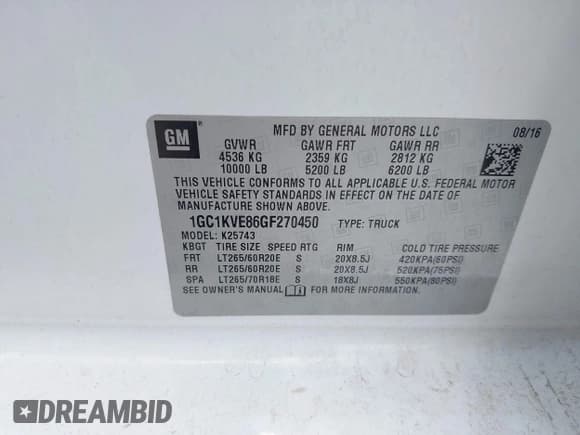 GM
MFD BY GENERAL MOTORS LLC 08/16
GVWR GAWR FRT GAWR RR
4536 KG 2359 KG 2812 KG
10000 LB 5200 LB 6200 LB
THIS VEHICLE CONFORMS TO ALL APPLICABLE U.S. FEDERAL MOTOR
VEHICLE SAFETY STANDARDS IN EFFECT ON THE DATE OF
MANUFACTURE SHOWN ABOVE.
1GC1KVE86GF270450 TYPE: TRUCK
MODEL: K25743
KBGT TIRE SIZE SPEED RTG RIM COLD TIRE PRESSURE
FRT LT265/60R20E S 20X8.5J 420KPA(60PSI)
RR LT265/60R20E S 20X8.5J 520KPA(75PSI)
SPA LT265/70R18E S 18X8J 550KPA(80PSI)
SEE OWNER'S MANUAL FOR MORE INFORMATION
DREAMBID